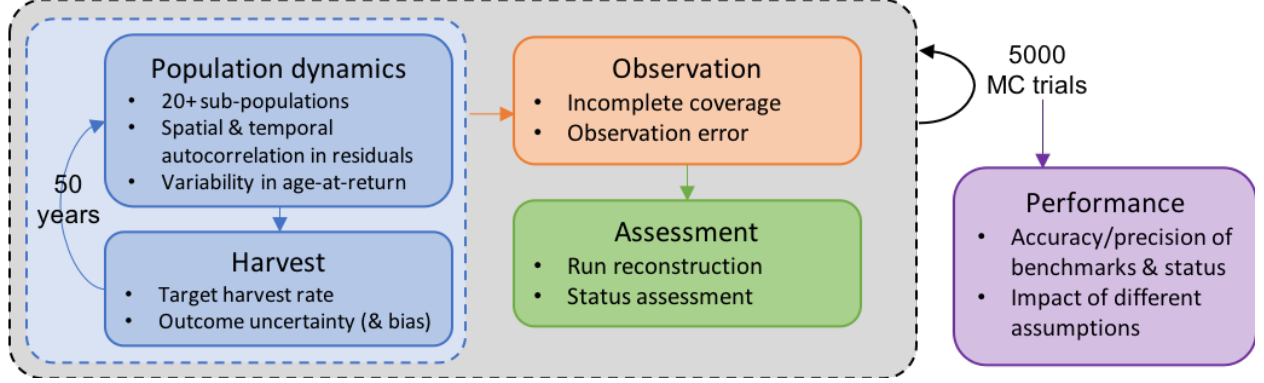 Population dynamics
• 20+ sub-populations
• Spatial & temporal
autocorrelation in residuals
• Variability in age-at-return
50
years
Harvest
• Target harvest rate
• Outcome uncertainty (& bias)
Observation
• Incomplete coverage
• Observation error
Assessment
• Run reconstruction
• Status assessment
5000
MC trials
Performance
• Accuracy/precision of
benchmarks & status
• Impact of different
assumptions